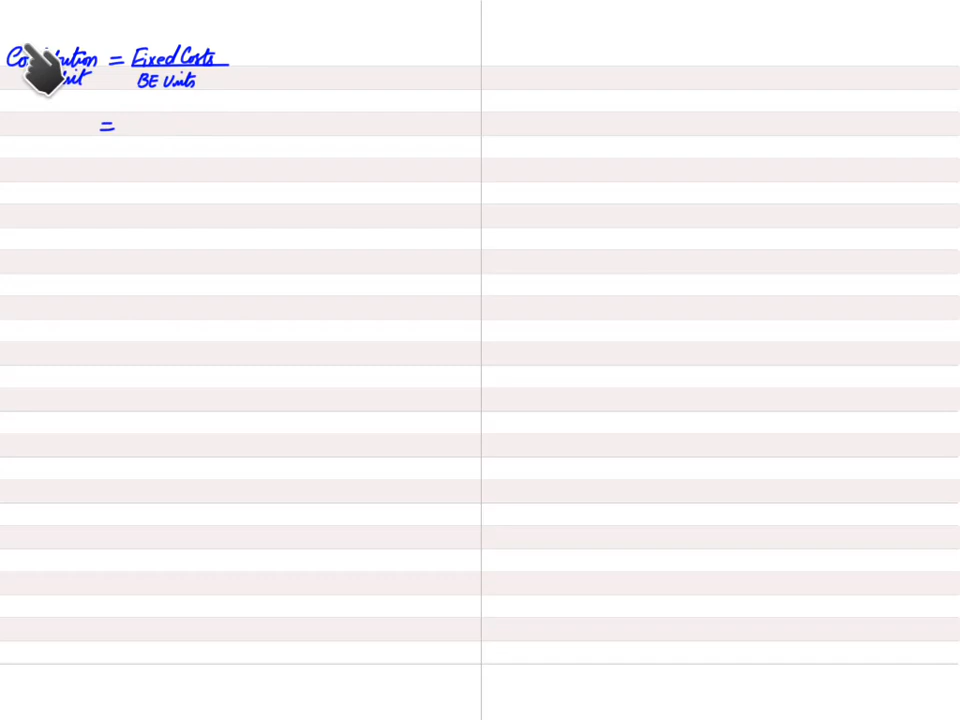 = Fixed Costs
BE Units
=